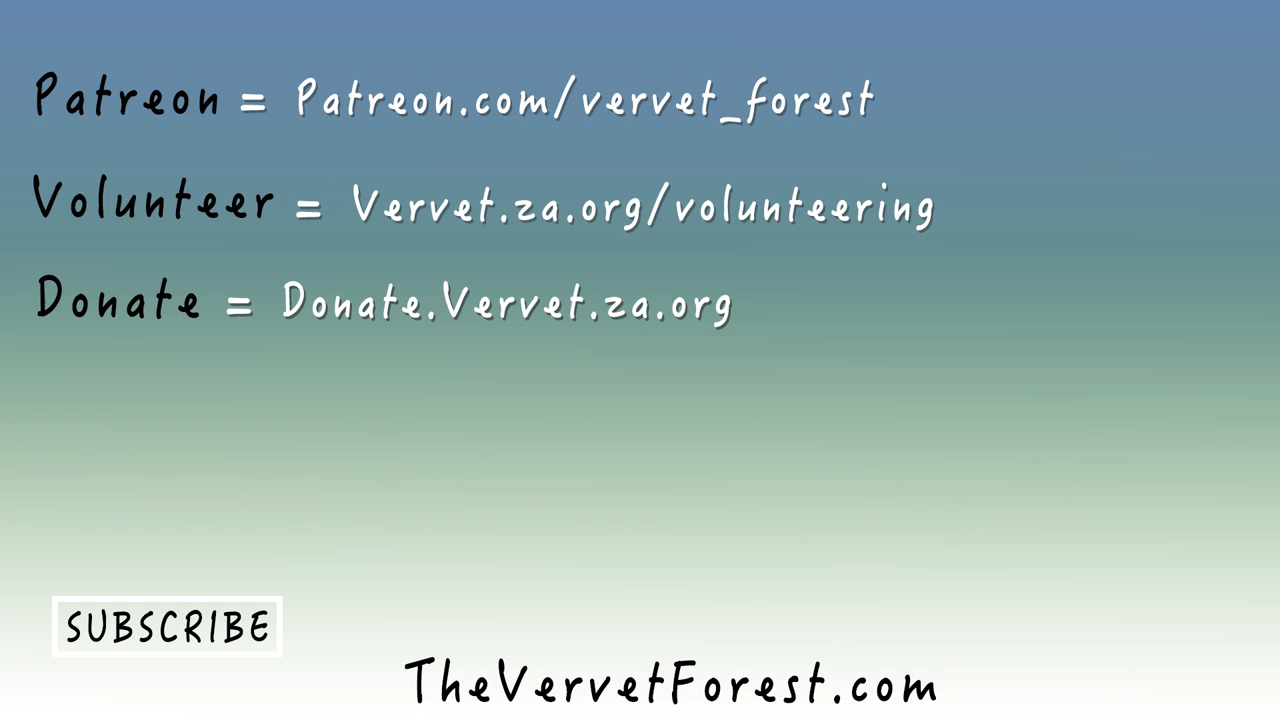 Patreon = Patreon.com/vervet_forest
Volunteer = Vervet.za.org/volunteering
Donate = Donate.Vervet.za.org
SUBSCRIBE
TheVervetForest.com